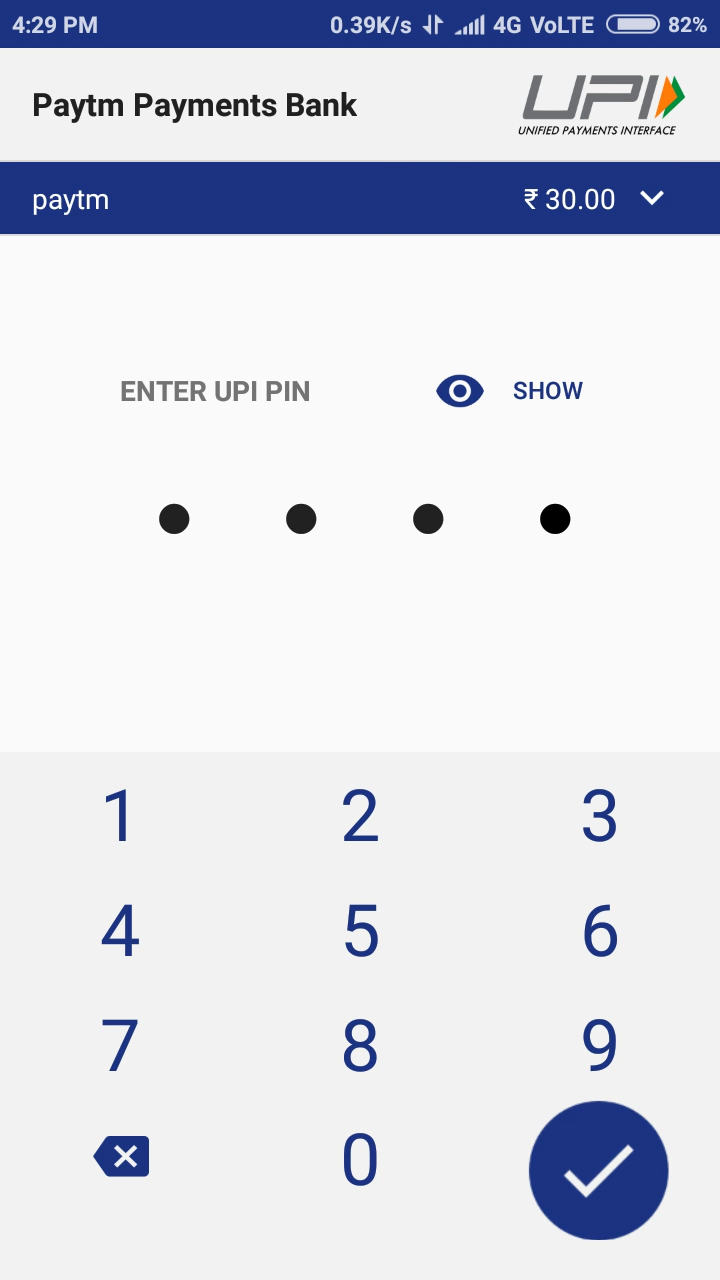 4:29 PM 0.39K/s 4G VoLTE 82%
Paytm Payments Bank
UPI
UNIFIED PAYMENTS INTERFACE
paytm ₹ 30.00
ENTER UPI PIN SHOW
1 2 3
4 5 6
7 8 9
0